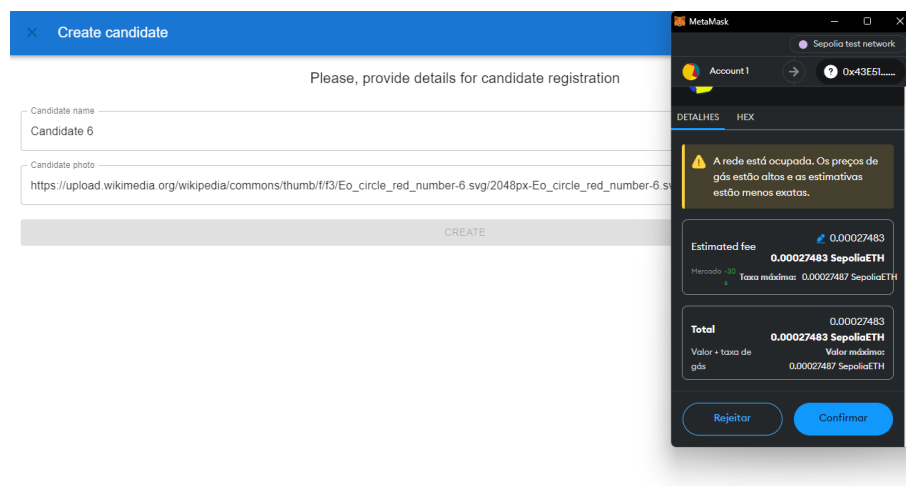 Create candidate
Please, provide details for candidate registration
Candidate name
Candidate 6
Candidate photo
https://upload.wikimedia.org/wikipedia/commons/thumb/f/f3/Eo_circle_red_number-6.svg/2048px-Eo_circle_red_number-6.sv
CREATE
MetaMask
Sepolia test network
Account 1
0x43E51......
DETALHES HEX
A rede está ocupada. Os preços de
gás estão altos e as estimativas
estão menos exatas.
0.00027483
Estimated fee
0.00027483 SepoliaETH
Mercado ~30
s
Taxa máxima: 0.00027487 SepoliaETH
0.00027483
Total
0.00027483 SepoliaETH
Valor + taxa de
gás
Valor máximo:
0.00027487 SepoliaETH
Rejeitar
Confirmar